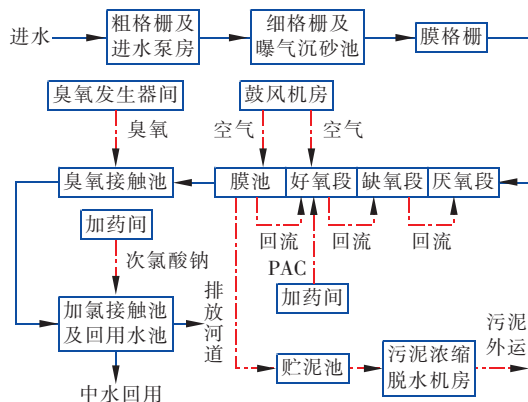 进水
粗格栅及
进水泵房
细格栅及
曝气沉砂池
膜格栅
臭氧发生器间
鼓风机房
臭氧
空气
空气
臭氧接触池
膜池
好氧段
缺氧段
厌氧段
加药间
回流
回流
回流
次氯酸钠
PAC
加药间
加氯接触池
及回用水池
排放河道
中水回用
贮泥池
污泥浓缩
脱水机房
污泥
外运